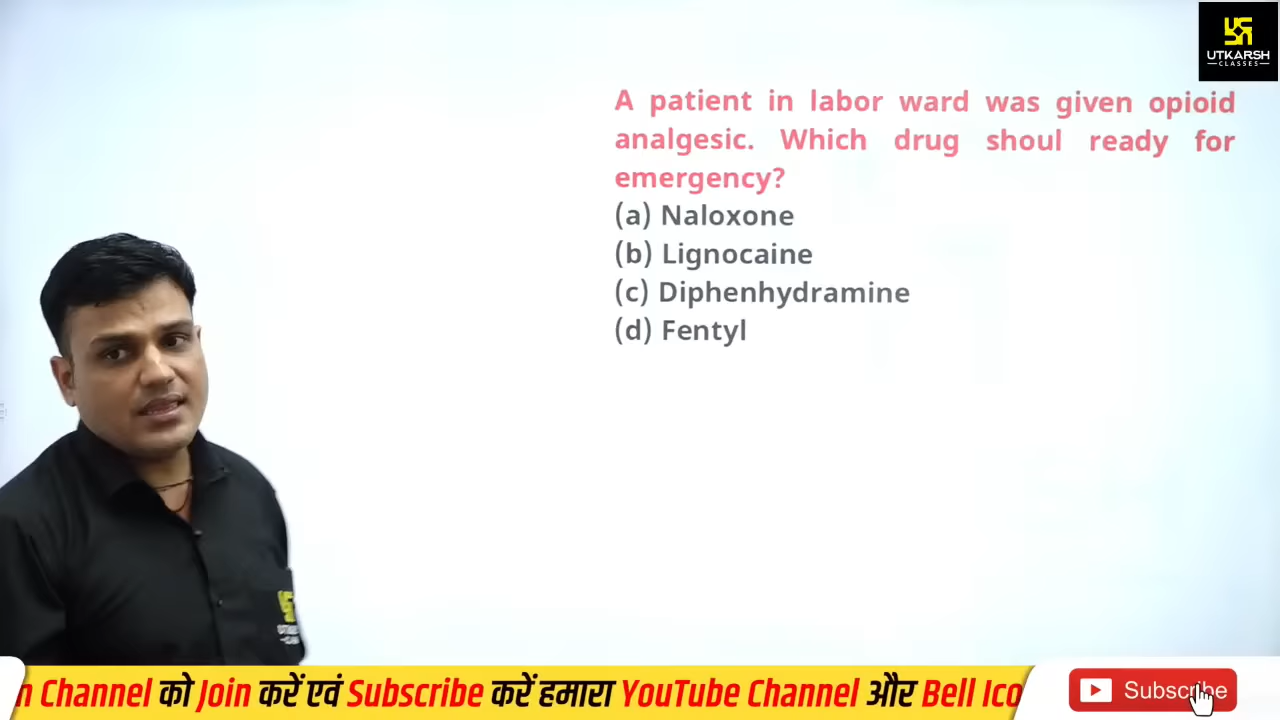 UTKARSH
CLASSES
A patient in labor ward was given opioid
analgesic. Which drug shoul ready for
emergency?
(a) Naloxone
(b) Lignocaine
(c) Diphenhydramine
(d) Fentyl
n Channel को Join करें एवं Subscribe करें हमारा YouTube Channel और Bell Ico
Subscribe